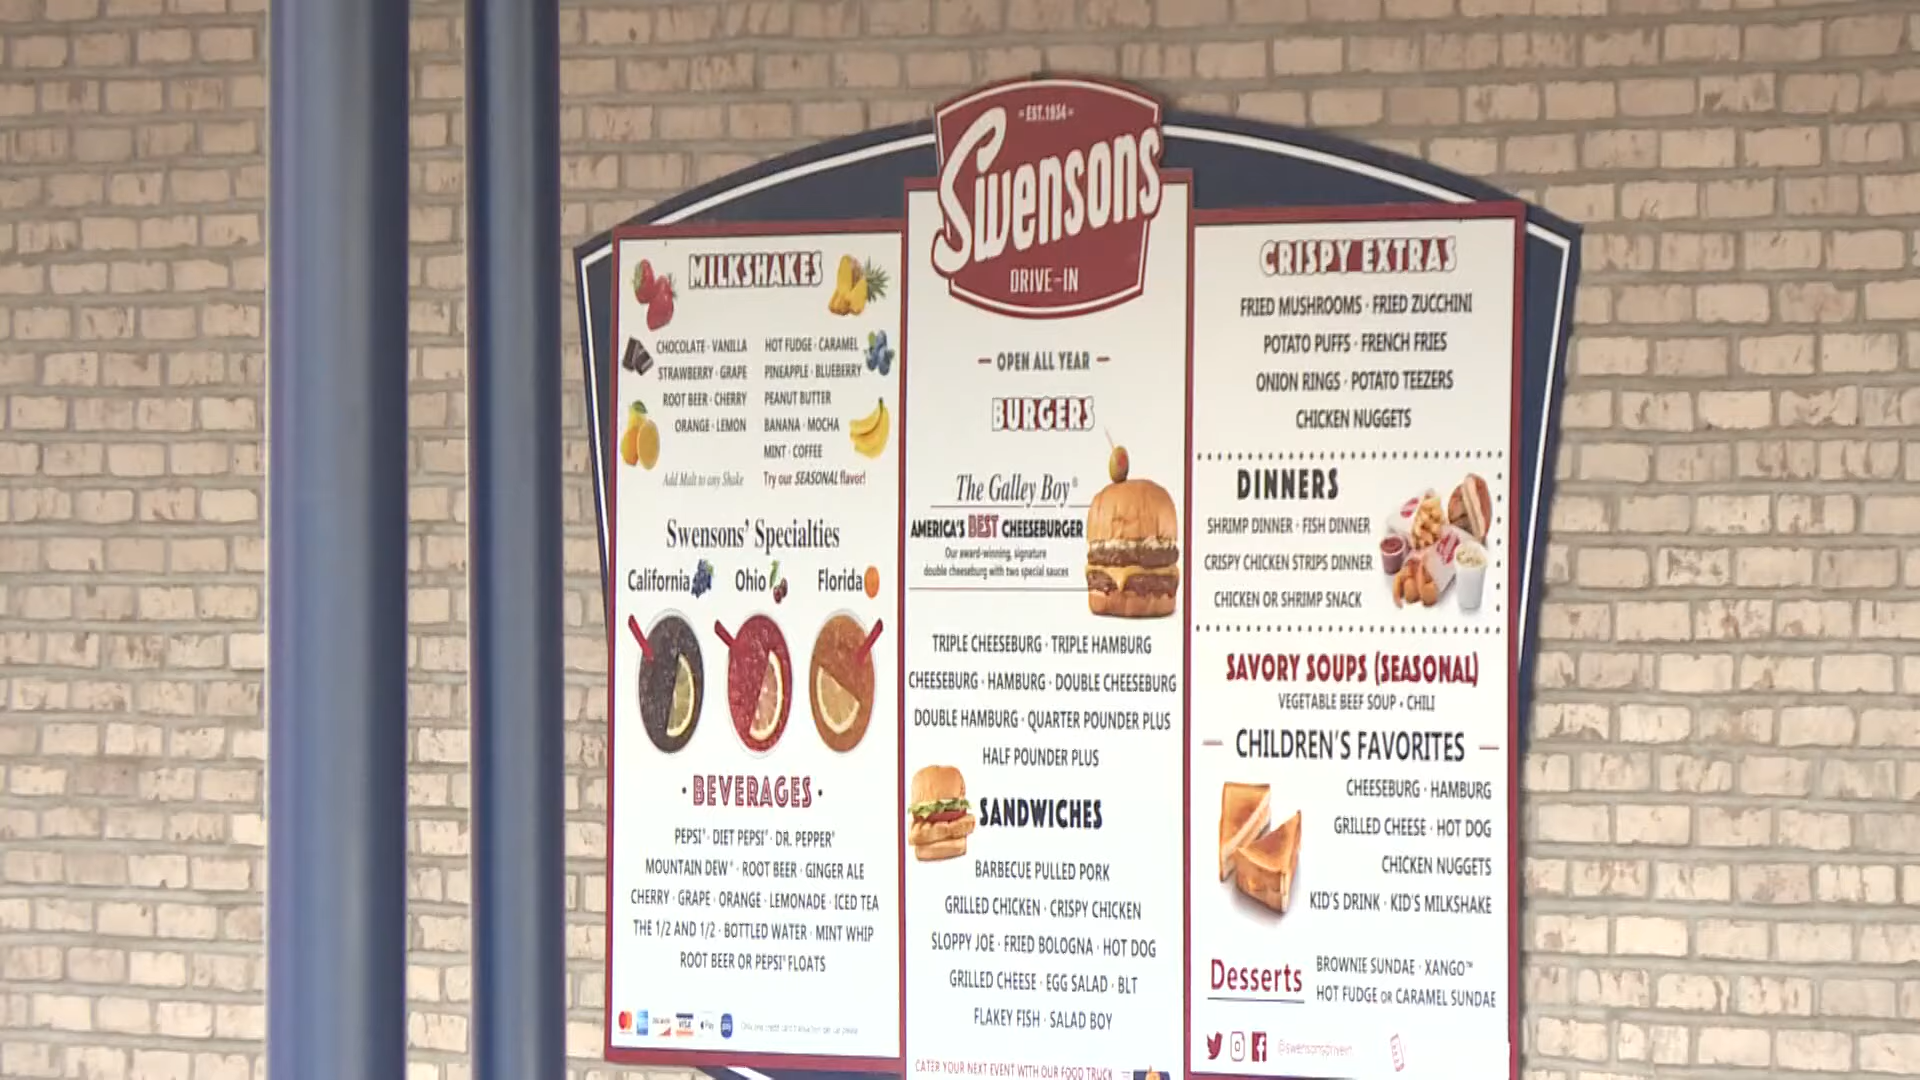 EST.1934
Swensons
DRIVE-IN
MILKSHAKES
CHOCOLATE · VANILLA
STRAWBERRY · GRAPE
ROOT BEER · CHERRY
ORANGE · LEMON
Add Malt to any Shake
HOT FUDGE · CARAMEL
PINEAPPLE · BLUEBERRY
PEANUT BUTTER
BANANA · MOCHA
MINT · COFFEE
Try our SEASONAL flavor!
Swensons' Specialties
California Ohio Florida
· BEVERAGES ·
PEPSI® · DIET PEPSI® · DR. PEPPER®
MOUNTAIN DEW® · ROOT BEER · GINGER ALE
CHERRY · GRAPE · ORANGE · LEMONADE · ICED TEA
THE 1/2 AND 1/2 · BOTTLED WATER · MINT WHIP
ROOT BEER OR PEPSI® FLOATS
VISA
Pay
— OPEN ALL YEAR —
BURGERS
The Galley Boy®
AMERICA'S BEST CHEESEBURGER
Our award-winning, signature
double cheeseburg with two special sauces
TRIPLE CHEESEBURG · TRIPLE HAMBURG
CHEESEBURG · HAMBURG · DOUBLE CHEESEBURG
DOUBLE HAMBURG · QUARTER POUNDER PLUS
HALF POUNDER PLUS
SANDWICHES
BARBECUE PULLED PORK
GRILLED CHICKEN · CRISPY CHICKEN
SLOPPY JOE · FRIED BOLOGNA · HOT DOG
GRILLED CHEESE · EGG SALAD · BLT
FLAKEY FISH · SALAD BOY
CATER YOUR NEXT EVENT WITH OUR FOOD TRUCK
CRISPY EXTRAS
FRIED MUSHROOMS · FRIED ZUCCHINI
POTATO PUFFS · FRENCH FRIES
ONION RINGS · POTATO TEEZERS
CHICKEN NUGGETS
DINNERS
SHRIMP DINNER · FISH DINNER
CRISPY CHICKEN STRIPS DINNER
CHICKEN OR SHRIMP SNACK
SAVORY SOUPS (SEASONAL)
VEGETABLE BEEF SOUP · CHILI
— CHILDREN'S FAVORITES —
CHEESEBURG · HAMBURG
GRILLED CHEESE · HOT DOG
CHICKEN NUGGETS
KID'S DRINK · KID'S MILKSHAKE
Desserts
BROWNIE SUNDAE · XANGO™
HOT FUDGE OR CARAMEL SUNDAE
@swensonsdrivein